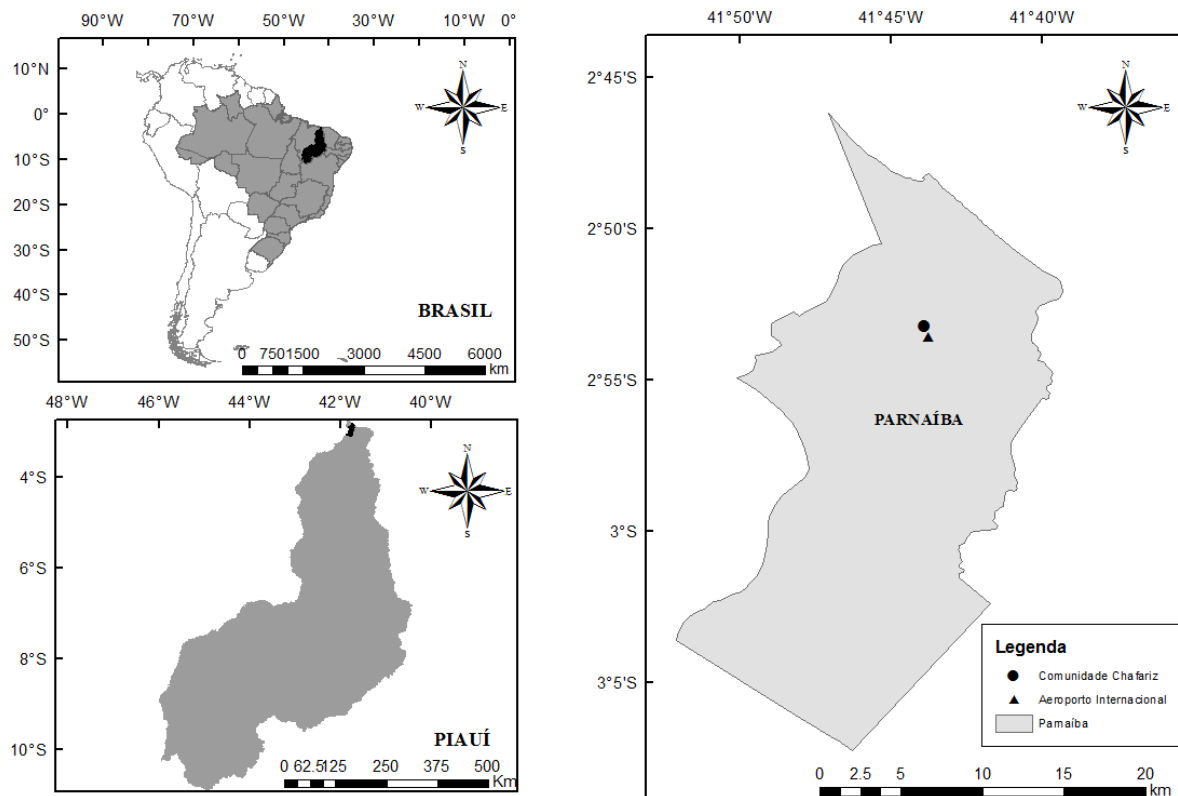 90°W 70°W 50°W 30°W 10°W 0°
10°N
0°
10°S
20°S
30°S
40°S
50°S
N
W E
S
BRASIL
0 750 1500 3000 4500 6000
km
48°W 46°W 44°W 42°W 40°W
4°S
6°S
8°S
10°S
N
W E
S
PIAUÍ
0 62.5 125 250 375 500
Km
41°50'W 41°45'W 41°40'W
2°45'S
2°50'S
2°55'S
3°S
3°5'S
N
W E
S
PARNAÍBA
Legenda
Comunidade Chafariz
Aeroporto Internacional
Parnaíba
0 2.5 5 10 15 20
km